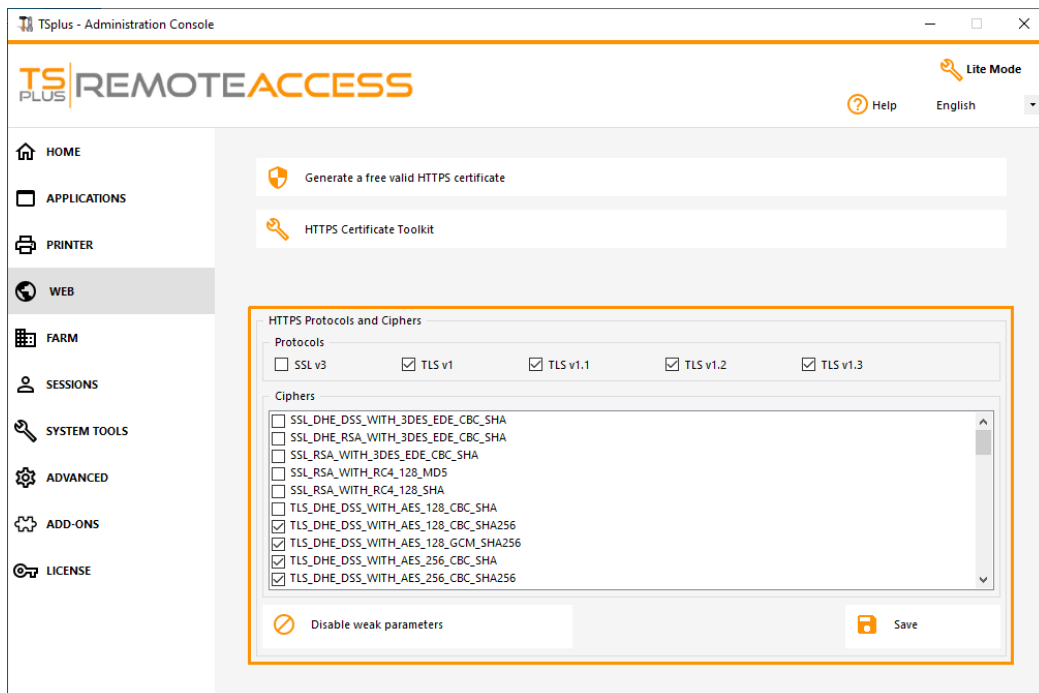 TSplus - Administration Console
TS PLUS REMOTEACCESS
Lite Mode
Help English
HOME
APPLICATIONS
PRINTER
WEB
FARM
SESSIONS
SYSTEM TOOLS
ADVANCED
ADD-ONS
LICENSE
Generate a free valid HTTPS certificate
HTTPS Certificate Toolkit
HTTPS Protocols and Ciphers
Protocols
SSL v3 TLS v1 TLS v1.1 TLS v1.2 TLS v1.3
Ciphers
SSL_DHE_DSS_WITH_3DES_EDE_CBC_SHA
SSL_DHE_RSA_WITH_3DES_EDE_CBC_SHA
SSL_RSA_WITH_3DES_EDE_CBC_SHA
SSL_RSA_WITH_RC4_128_MD5
SSL_RSA_WITH_RC4_128_SHA
TLS_DHE_DSS_WITH_AES_128_CBC_SHA
TLS_DHE_DSS_WITH_AES_128_CBC_SHA256
TLS_DHE_DSS_WITH_AES_128_GCM_SHA256
TLS_DHE_DSS_WITH_AES_256_CBC_SHA
TLS_DHE_DSS_WITH_AES_256_CBC_SHA256
Disable weak parameters Save